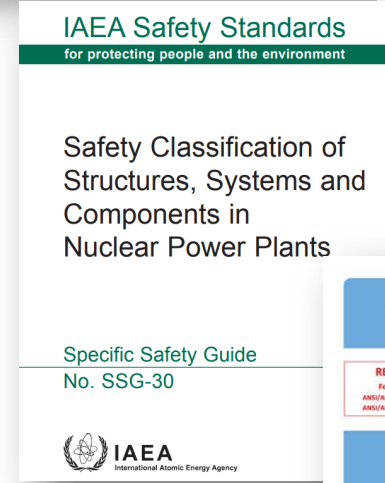 IAEA Safety Standards
for protecting people and the environment
Safety Classification of
Structures, Systems and
Components in
Nuclear Power Plants
Specific Safety Guide
No. SSG-30
IAEA
International Atomic Energy Agency